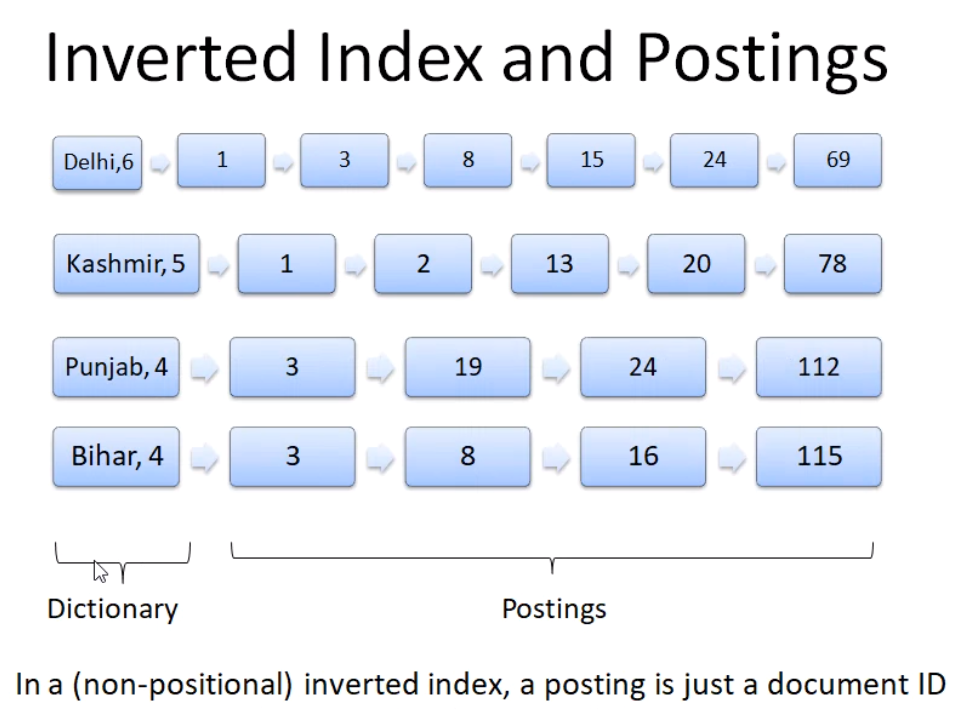 Inverted Index and Postings
Delhi,6 1 3 8 15 24 69
Kashmir, 5 1 2 13 20 78
Punjab, 4 3 19 24 112
Bihar, 4 3 8 16 115
Dictionary Postings
In a (non-positional) inverted index, a posting is just a document ID